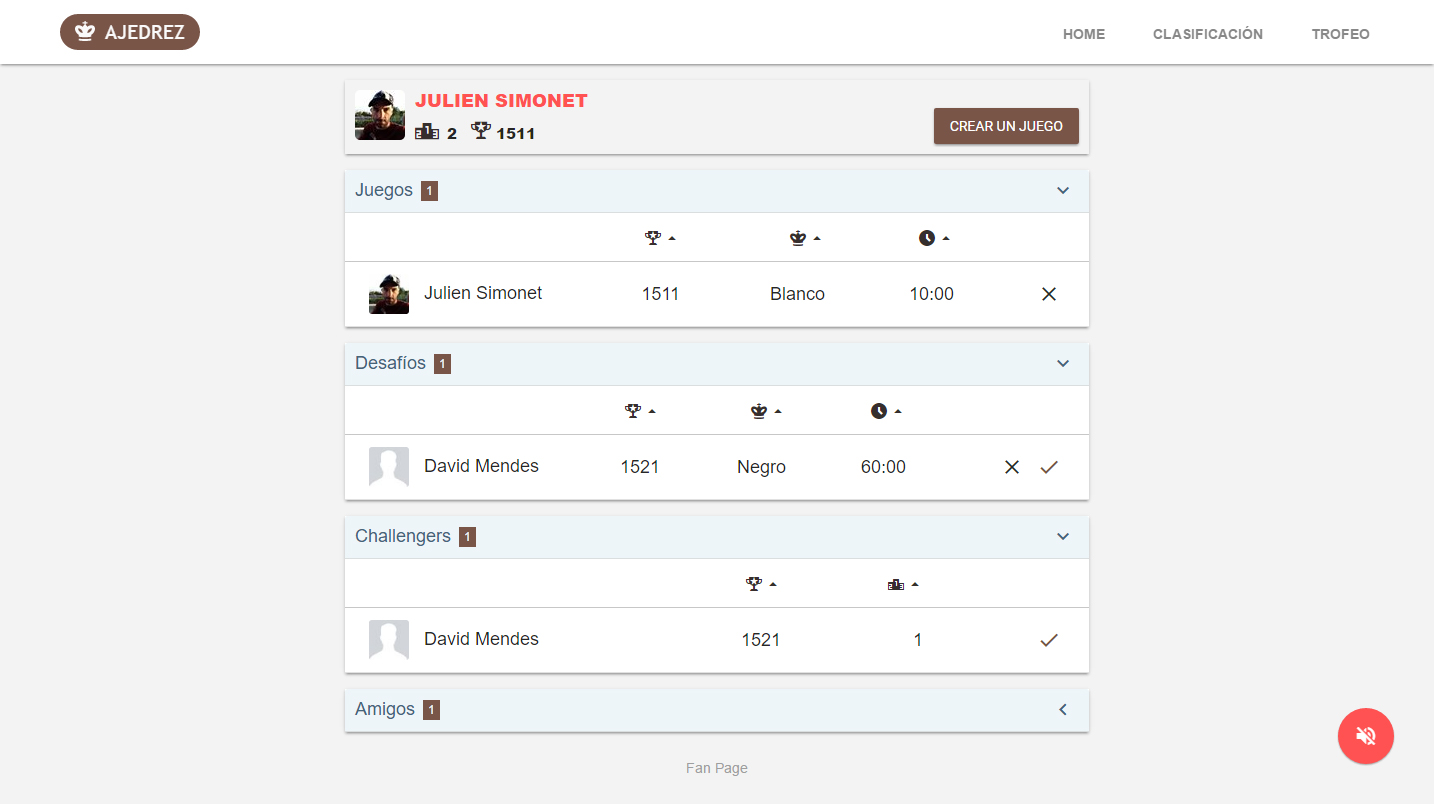 AJEDREZ
HOME CLASIFICACIÓN TROFEO
JULIEN SIMONET
2 1511
CREAR UN JUEGO
Juegos 1
Julien Simonet 1511 Blanco 10:00
Desafíos 1
David Mendes 1521 Negro 60:00
Challengers 1
David Mendes 1521 1
Amigos 1
Fan Page